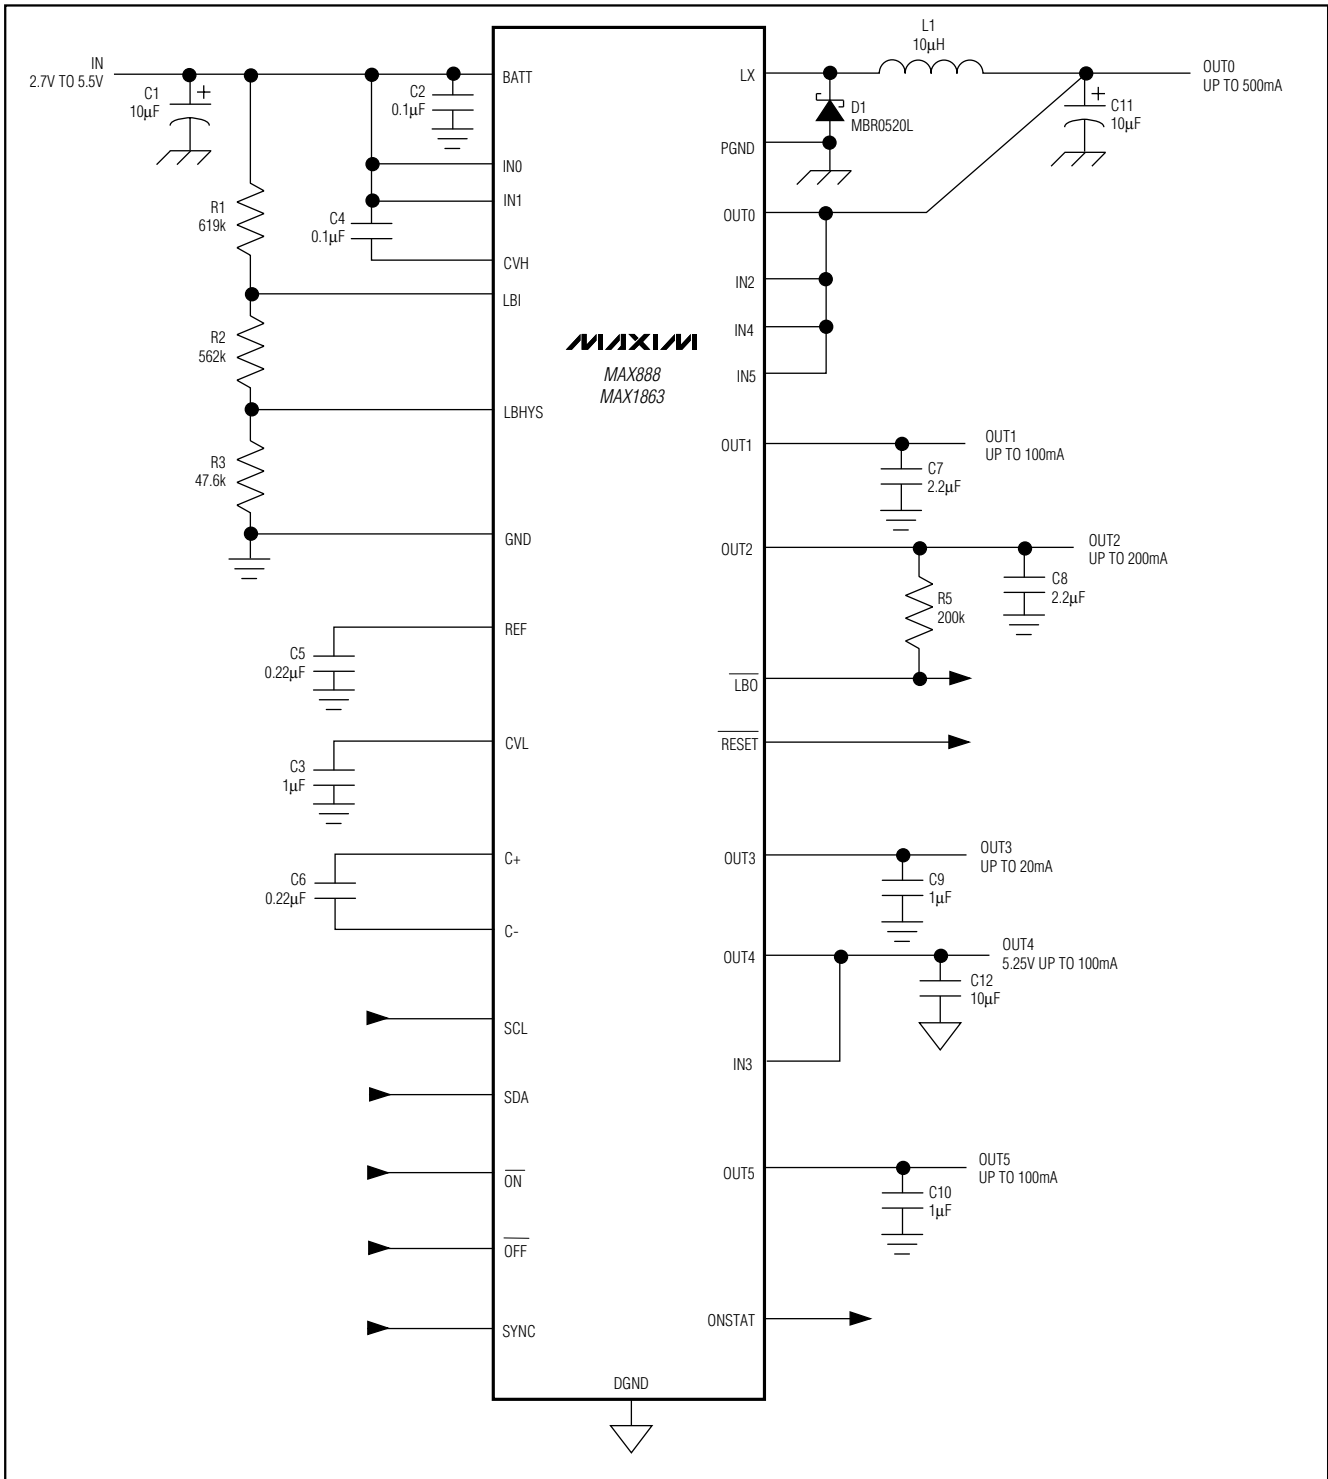 IN
2.7V TO 5.5V
C1
10µF
+
C2
0.1µF
R1
619k
C4
0.1µF
R2
562k
R3
47.6k
C5
0.22µF
C3
1µF
C6
0.22µF
BATT
IN0
IN1
CVH
LBI
LBHYS
GND
REF
CVL
C+
C-
SCL
SDA
ON
OFF
SYNC
MAXIM
MAX888
MAX1863
DGND
LX
PGND
OUT0
IN2
IN4
IN5
OUT1
OUT2
LBO
RESET
OUT3
OUT4
IN3
OUT5
ONSTAT
L1
10µH
D1
MBR0520L
+
C11
10µF
OUT0
UP TO 500mA
OUT1
UP TO 100mA
C7
2.2µF
OUT2
UP TO 200mA
C8
2.2µF
R5
200k
OUT3
UP TO 20mA
C9
1µF
OUT4
5.25V UP TO 100mA
C12
10µF
OUT5
UP TO 100mA
C10
1µF